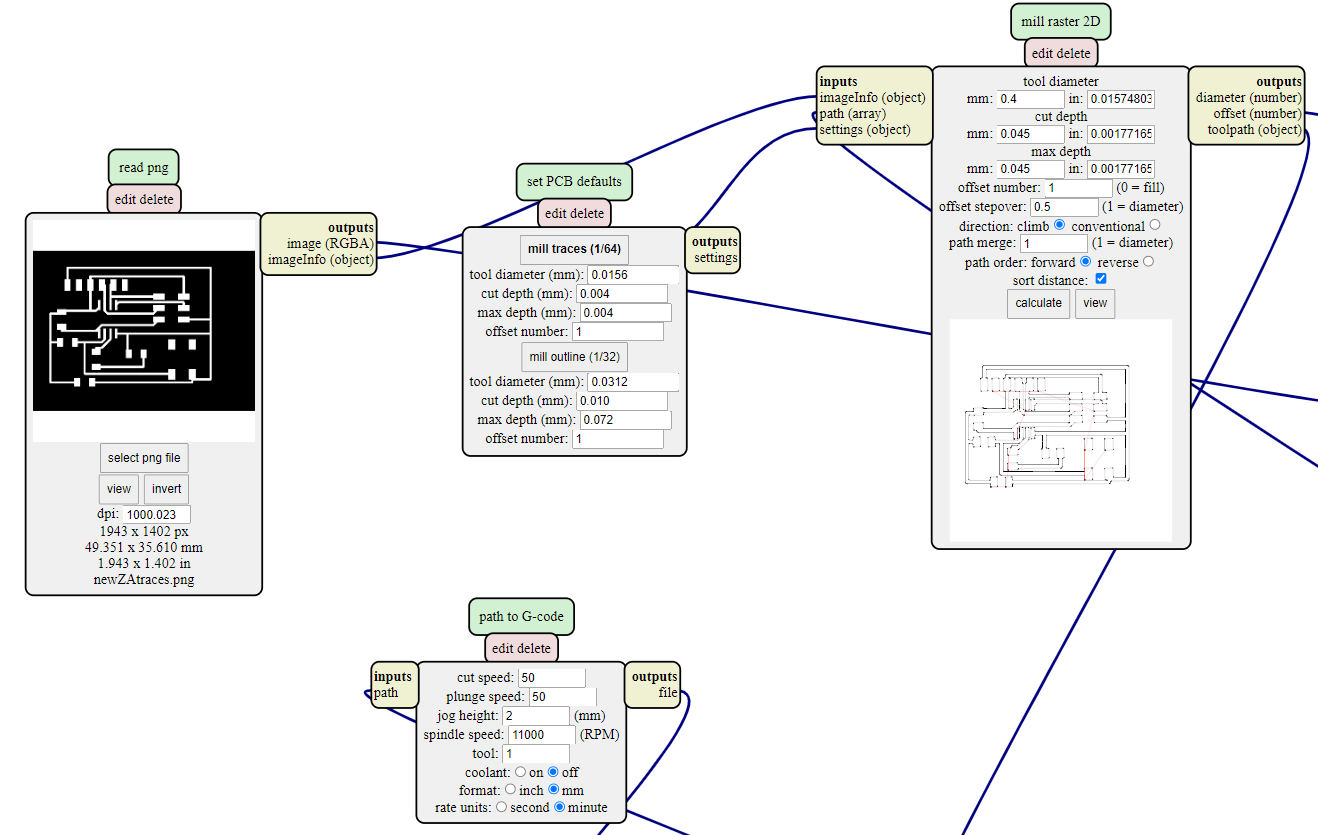 read png
edit delete
outputs
image (RGBA)
imageInfo (object)
select png file
view invert
dpi: 1000.023
1943 x 1402 px
49.351 x 35.610 mm
1.943 x 1.402 in
newZAtraces.png
set PCB defaults
edit delete
mill traces (1/64)
tool diameter (mm): 0.0156
cut depth (mm): 0.004
max depth (mm): 0.004
offset number: 1
mill outline (1/32)
tool diameter (mm): 0.0312
cut depth (mm): 0.010
max depth (mm): 0.072
offset number: 1
outputs
settings
mill raster 2D
edit delete
inputs
imageInfo (object)
path (array)
settings (object)
tool diameter
mm: 0.4 in: 0.01574803
cut depth
mm: 0.045 in: 0.00177165
max depth
mm: 0.045 in: 0.00177165
offset number: 1 (0 = fill)
offset stepover: 0.5 (1 = diameter)
direction: climb conventional
path merge: 1 (1 = diameter)
path order: forward reverse
sort distance:
calculate view
outputs
diameter (number)
offset (number)
toolpath (object)
path to G-code
edit delete
inputs
path
cut speed: 50
plunge speed: 50
jog height: 2 (mm)
spindle speed: 11000 (RPM)
tool: 1
coolant: on off
format: inch mm
rate units: second minute
outputs
file